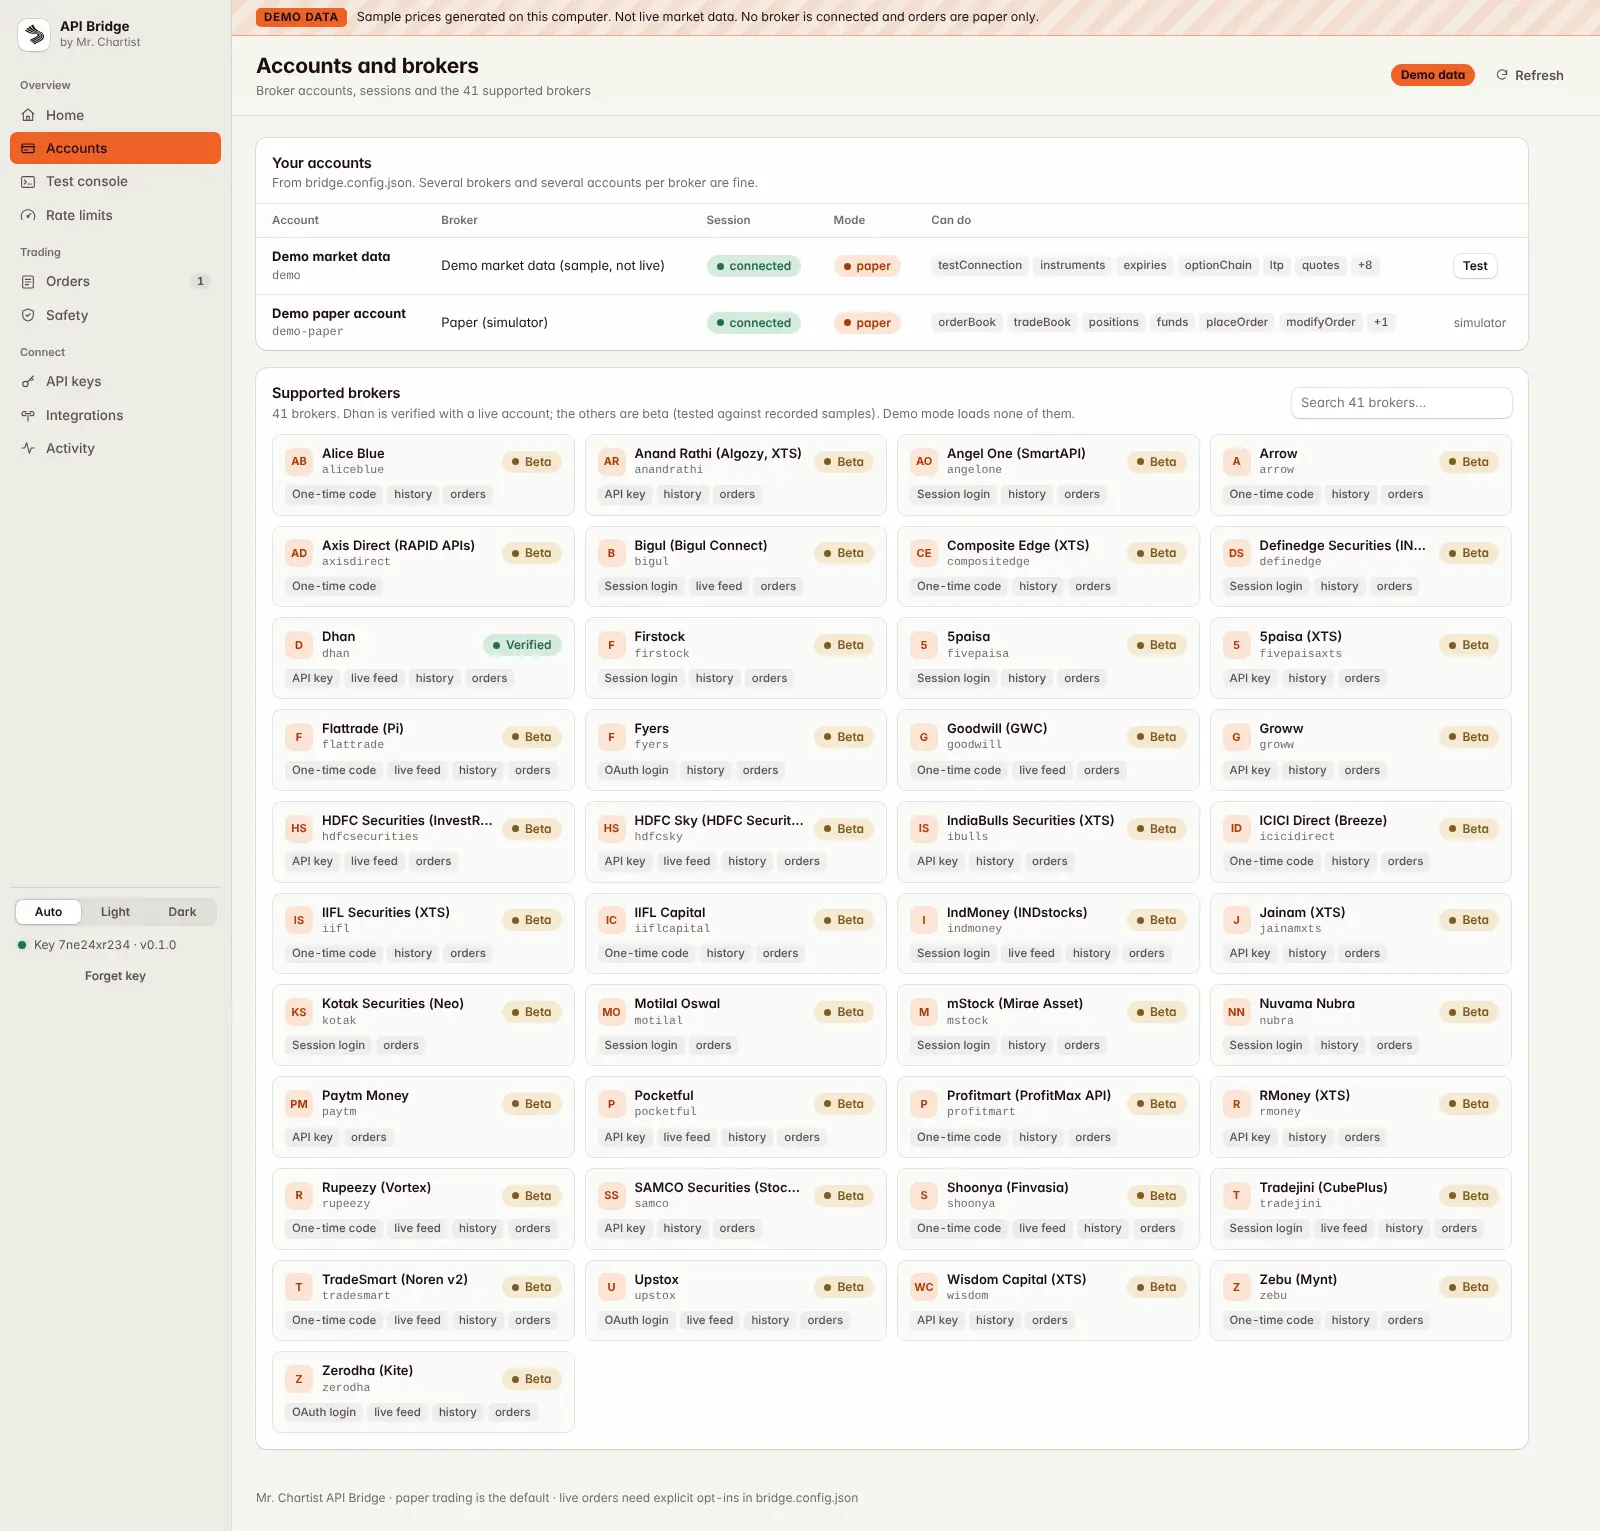 API Bridge
by Mr. Chartist
Overview
Home
Accounts
Test console
Rate limits
Trading
Orders 1
Safety
Connect
API keys
Integrations
Activity
Auto Light Dark
Key 7ne24xr234 · v0.1.0
Forget key
DEMO DATA Sample prices generated on this computer. Not live market data. No broker is connected and orders are paper only.
Accounts and brokers
Broker accounts, sessions and the 41 supported brokers
Demo data Refresh
Your accounts
From bridge.config.json. Several brokers and several accounts per broker are fine.
Account Broker Session Mode Can do
Demo market data
demo
Demo market data (sample, not live) connected paper testConnection instruments expiries optionChain ltp quotes +8 Test
Demo paper account
demo-paper
Paper (simulator) connected paper orderBook tradeBook positions funds placeOrder modifyOrder +1 simulator
Supported brokers
41 brokers. Dhan is verified with a live account; the others are beta (tested against recorded samples). Demo mode loads none of them.
Search 41 brokers...
AB Alice Blue Beta
aliceblue
One-time code history orders
AR Anand Rathi (Algozy, XTS) Beta
anandrathi
API key history orders
AO Angel One (SmartAPI) Beta
angelone
Session login history orders
A Arrow Beta
arrow
One-time code history orders
AD Axis Direct (RAPID APIs) Beta
axisdirect
One-time code
B Bigul (Bigul Connect) Beta
bigul
Session login live feed orders
CE Composite Edge (XTS) Beta
compositedge
One-time code history orders
DS Definedge Securities (IN... Beta
definedge
Session login history orders
D Dhan Verified
dhan
API key live feed history orders
F Firstock Beta
firstock
Session login history orders
5 5paisa Beta
fivepaisa
Session login history orders
5 5paisa (XTS) Beta
fivepaisaxts
API key history orders
F Flattrade (Pi) Beta
flattrade
One-time code live feed history orders
F Fyers Beta
fyers
OAuth login history orders
G Goodwill (GWC) Beta
goodwill
One-time code live feed orders
G Groww Beta
groww
API key history orders
HS HDFC Securities (InvestR... Beta
hdfcsecurities
API key live feed orders
HS HDFC Sky (HDFC Securit... Beta
hdfcsky
API key live feed history orders
IS IndiaBulls Securities (XTS) Beta
ibulls
API key history orders
ID ICICI Direct (Breeze) Beta
icicidirect
One-time code history orders
IS IIFL Securities (XTS) Beta
iifl
One-time code history orders
IC IIFL Capital Beta
iiflcapital
One-time code history orders
I IndMoney (INDstocks) Beta
indmoney
Session login live feed history orders
J Jainam (XTS) Beta
jainamxts
API key history orders
KS Kotak Securities (Neo) Beta
kotak
Session login orders
MO Motilal Oswal Beta
motilal
Session login orders
M mStock (Mirae Asset) Beta
mstock
Session login history orders
NN Nuvama Nubra Beta
nubra
Session login history orders
PM Paytm Money Beta
paytm
API key orders
P Pocketful Beta
pocketful
API key live feed history orders
P Profitmart (ProfitMax API) Beta
profitmart
One-time code history orders
R RMoney (XTS) Beta
rmoney
API key history orders
R Rupeezy (Vortex) Beta
rupeezy
One-time code live feed history orders
SS SAMCO Securities (Stoc... Beta
samco
API key history orders
S Shoonya (Finvasia) Beta
shoonya
One-time code live feed history orders
T Tradejini (CubePlus) Beta
tradejini
Session login live feed history orders
T TradeSmart (Noren v2) Beta
tradesmart
One-time code live feed history orders
U Upstox Beta
upstox
OAuth login live feed history orders
WC Wisdom Capital (XTS) Beta
wisdom
API key history orders
Z Zebu (Mynt) Beta
zebu
One-time code history orders
Z Zerodha (Kite) Beta
zerodha
OAuth login live feed history orders
Mr. Chartist API Bridge · paper trading is the default · live orders need explicit opt-ins in bridge.config.json